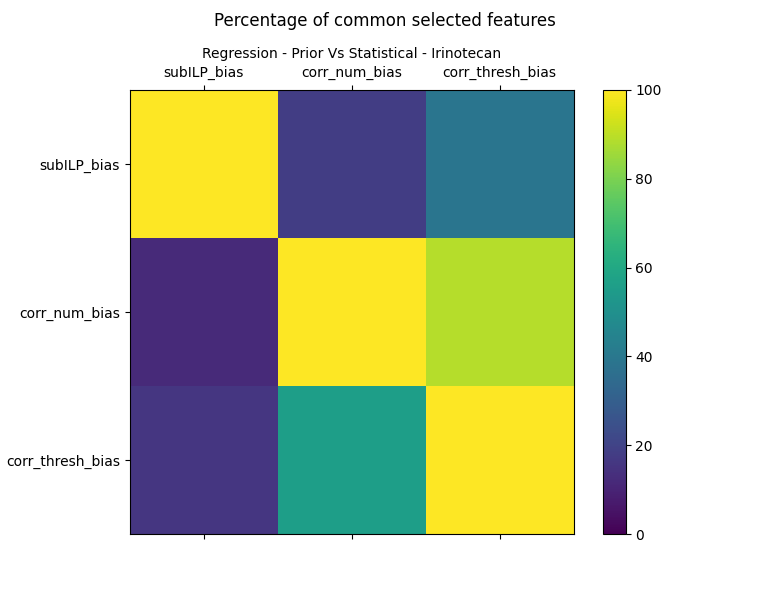 Percentage of common selected features
Regression - Prior Vs Statistical - Irinotecan
subILP_bias corr_num_bias corr_thresh_bias
subILP_bias
corr_num_bias
corr_thresh_bias
100
80
60
40
20
0